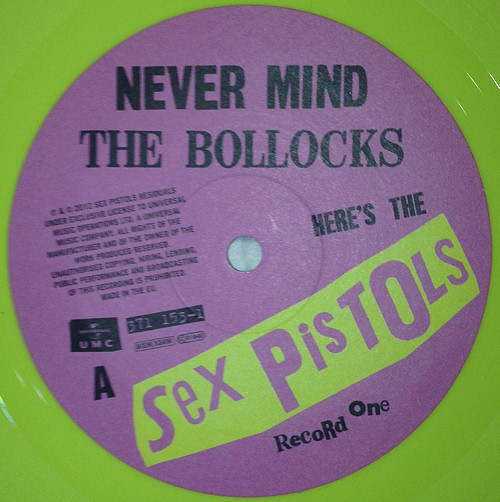 NEVER MIND
THE BOLLOCKS
HERE'S THE
℗ & © 2012 SEX PISTOLS RESIDUALS
UNDER EXCLUSIVE LICENSE TO UNIVERSAL
MUSIC OPERATIONS LTD. A UNIVERSAL
MUSIC COMPANY. ALL RIGHTS OF THE
MANUFACTURER AND OF THE OWNER OF THE
WORK PRODUCED RESERVED.
UNAUTHORISED COPYING, HIRING, LENDING,
PUBLIC PERFORMANCE AND BROADCASTING
OF THIS RECORDING IS PROHIBITED.
MADE IN THE EU.
UMC
371 153-1
A
Sex PisTOLS
RecoRd One